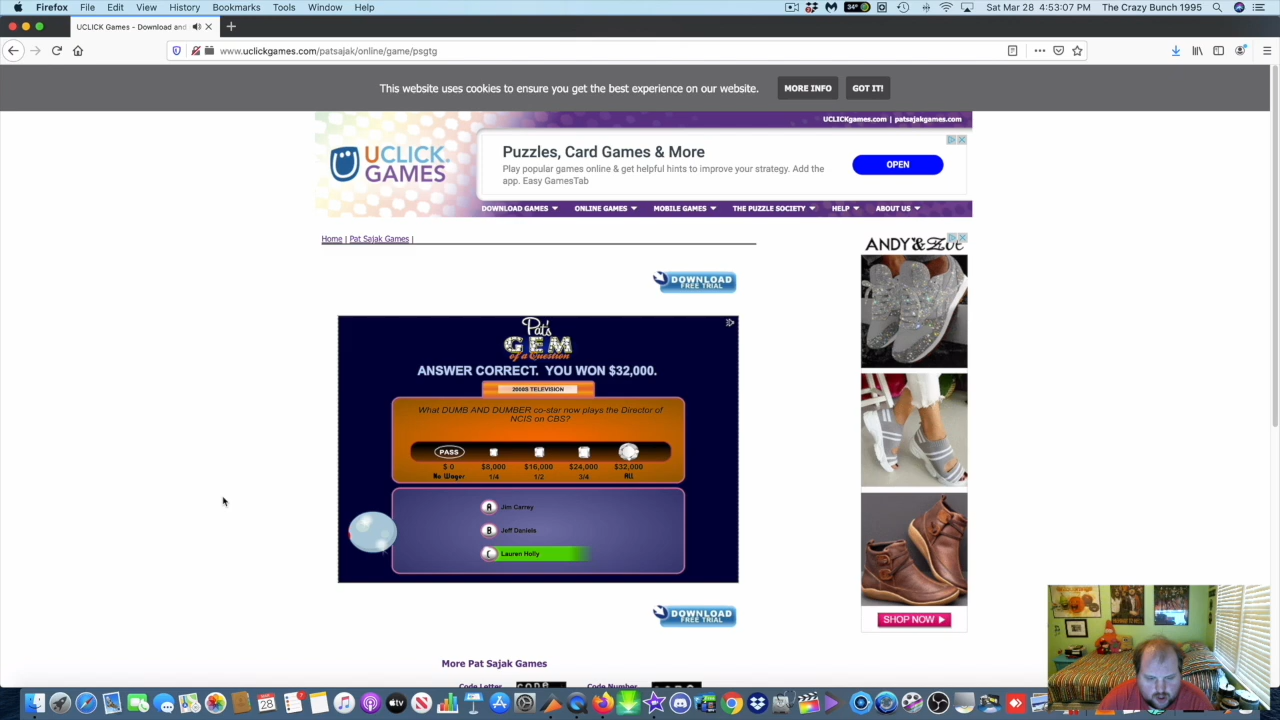 Firefox File Edit View History Bookmarks Tools Window Help
34°
Sat Mar 28 4:53:07 PM The Crazy Bunch 1995
UCLICK Games - Download and
www.uclickgames.com/patsajak/online/game/psgtg
This website uses cookies to ensure you get the best experience on our website.
MORE INFO
GOT IT!
UCLICKgames.com | patsajakgames.com
UCLICK.
GAMES
Puzzles, Card Games & More
Play popular games online & get helpful hints to improve your strategy. Add the
app. Easy GamesTab
OPEN
DOWNLOAD GAMES ONLINE GAMES MOBILE GAMES THE PUZZLE SOCIETY HELP ABOUT US
Home | Pat Sajak Games |
DOWNLOAD
FREE TRIAL
ANDY & Zoe
Pat's
GEM
of a Question
ANSWER CORRECT. YOU WON $32,000.
2000S TELEVISION
What DUMB AND DUMBER co-star now plays the Director of
NCIS on CBS?
PASS
$ 0 $8,000 $16,000 $24,000 $32,000
No Wager 1/4 1/2 3/4 All
A Jim Carrey
B Jeff Daniels
C Lauren Holly
DOWNLOAD
FREE TRIAL
SHOP NOW
More Pat Sajak Games
Code Letter
Code Number